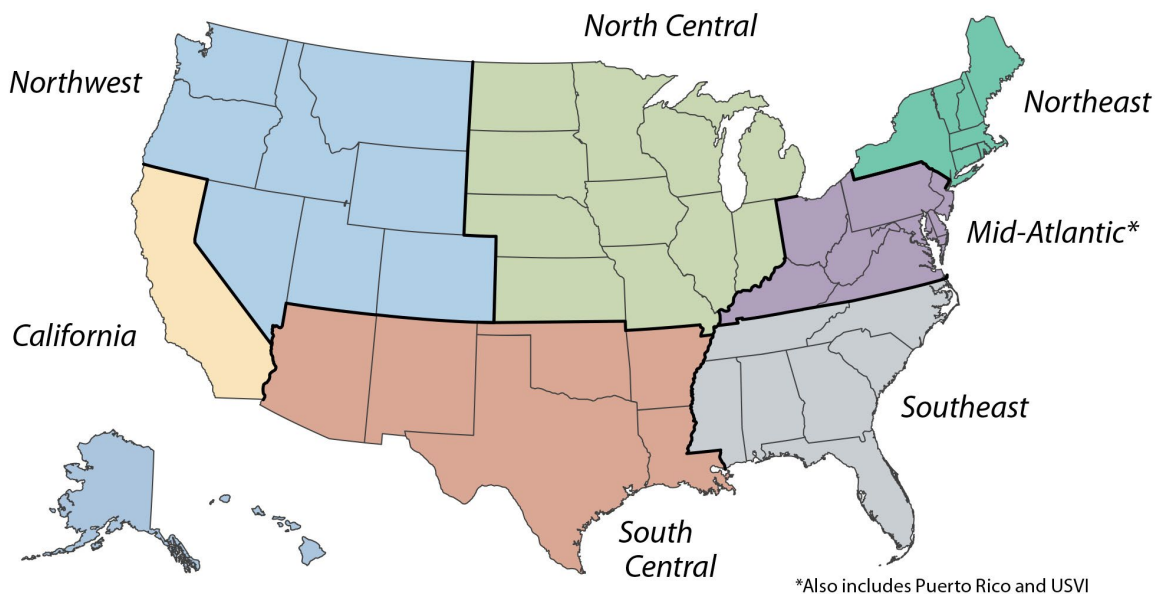 North Central
Northwest
Northeast
Mid-Atlantic*
California
Southeast
South
Central
*Also includes Puerto Rico and USVI